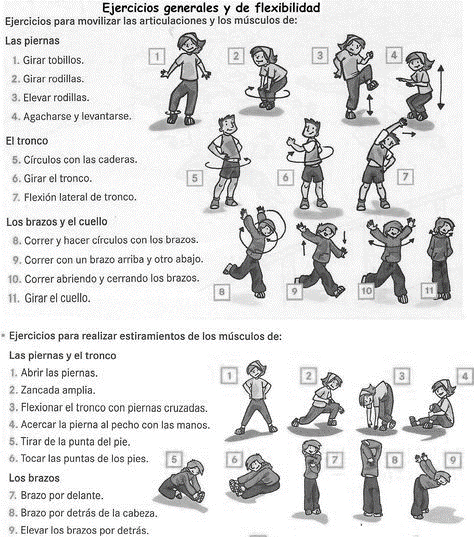 Ejercicios generales y de flexibilidad
Ejercicios para movilizar las articulaciones y los músculos de:
Las piernas
1. Girar tobillos.
2. Girar rodillas.
3. Elevar rodillas.
4. Agacharse y levantarse.
1
2
3
4
El tronco
5. Círculos con las caderas.
6. Girar el tronco.
7. Flexión lateral de tronco.
5
6
7
Los brazos y el cuello
8. Correr y hacer círculos con los brazos.
9. Correr con un brazo arriba y otro abajo.
10. Correr abriendo y cerrando los brazos.
11. Girar el cuello.
8
9
10
11
• Ejercicios para realizar estiramientos de los músculos de:
Las piernas y el tronco
1. Abrir las piernas.
2. Zancada amplia.
3. Flexionar el tronco con piernas cruzadas.
4. Acercar la pierna al pecho con las manos.
5. Tirar de la punta del pie.
6. Tocar las puntas de los pies.
1
2
3
4
Los brazos
7. Brazo por delante.
8. Brazo por detrás de la cabeza.
9. Elevar los brazos por detrás.
5
6
7
8
9